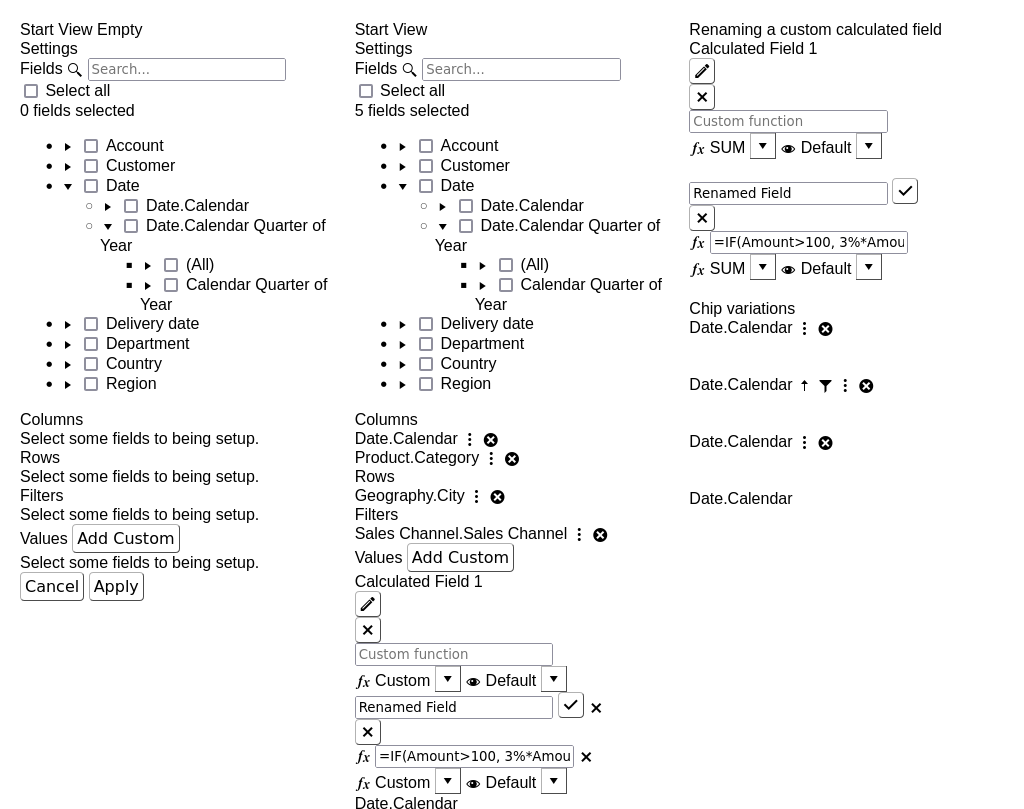 Start View Empty
Settings
Fields
Search...
Select all
0 fields selected
Account
Customer
Date
Date.Calendar
Date.Calendar Quarter of
Year
(All)
Calendar Quarter of
Year
Delivery date
Department
Country
Region
Columns
Select some fields to being setup.
Rows
Select some fields to being setup.
Filters
Select some fields to being setup.
Values Add Custom
Select some fields to being setup.
Cancel Apply
Start View
Settings
Fields
Search...
Select all
5 fields selected
Account
Customer
Date
Date.Calendar
Date.Calendar Quarter of
Year
(All)
Calendar Quarter of
Year
Delivery date
Department
Country
Region
Columns
Date.Calendar
Product.Category
Rows
Geography.City
Filters
Sales Channel.Sales Channel
Values Add Custom
Calculated Field 1
Custom function
fx Custom Default
Renamed Field
fx =IF(Amount>100, 3%*Amou
fx Custom Default
Date.Calendar
Renaming a custom calculated field
Calculated Field 1
Custom function
fx SUM Default
Renamed Field
fx =IF(Amount>100, 3%*Amou
fx SUM Default
Chip variations
Date.Calendar
Date.Calendar
Date.Calendar
Date.Calendar